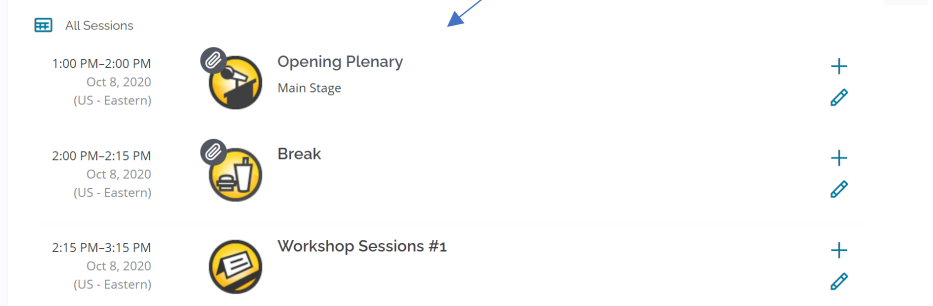 All Sessions
1:00 PM–2:00 PM
Oct 8, 2020
(US - Eastern)
Opening Plenary
Main Stage
2:00 PM–2:15 PM
Oct 8, 2020
(US - Eastern)
Break
2:15 PM–3:15 PM
Oct 8, 2020
(US - Eastern)
Workshop Sessions #1